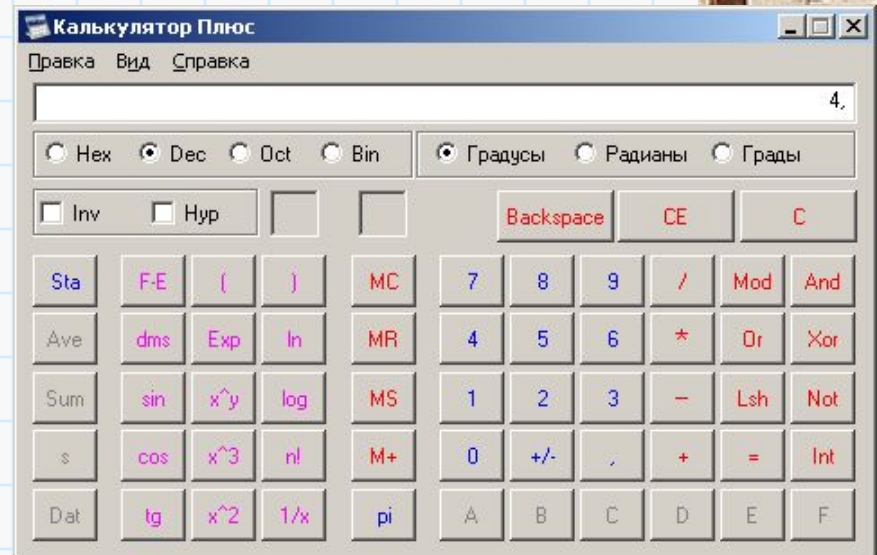 Калькулятор Плюс
Правка Вид Справка
4,
Hex Dec Oct Bin Градусы Радианы Грады
Inv Hyp Backspace CE C
Sta F-E ( ) MC 7 8 9 / Mod And
Ave dms Exp ln MR 4 5 6 * Or Xor
Sum sin x^y log MS 1 2 3 − Lsh Not
s cos x^3 n! M+ 0 +/- , + = Int
Dat tg x^2 1/x pi A B C D E F